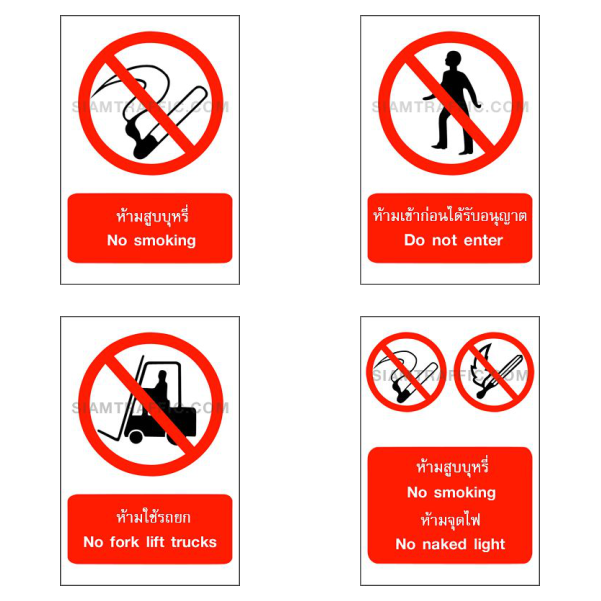 SIAMTRAFFIC.COM
ห้ามสูบบุหรี่
No smoking
SIAMTRAFFIC.COM
ห้ามเข้าก่อนได้รับอนุญาต
Do not enter
SIAMTRAFFIC.COM
ห้ามใช้รถยก
No fork lift trucks
SIAMTRAFFIC.COM
ห้ามสูบบุหรี่
No smoking
ห้ามจุดไฟ
No naked light